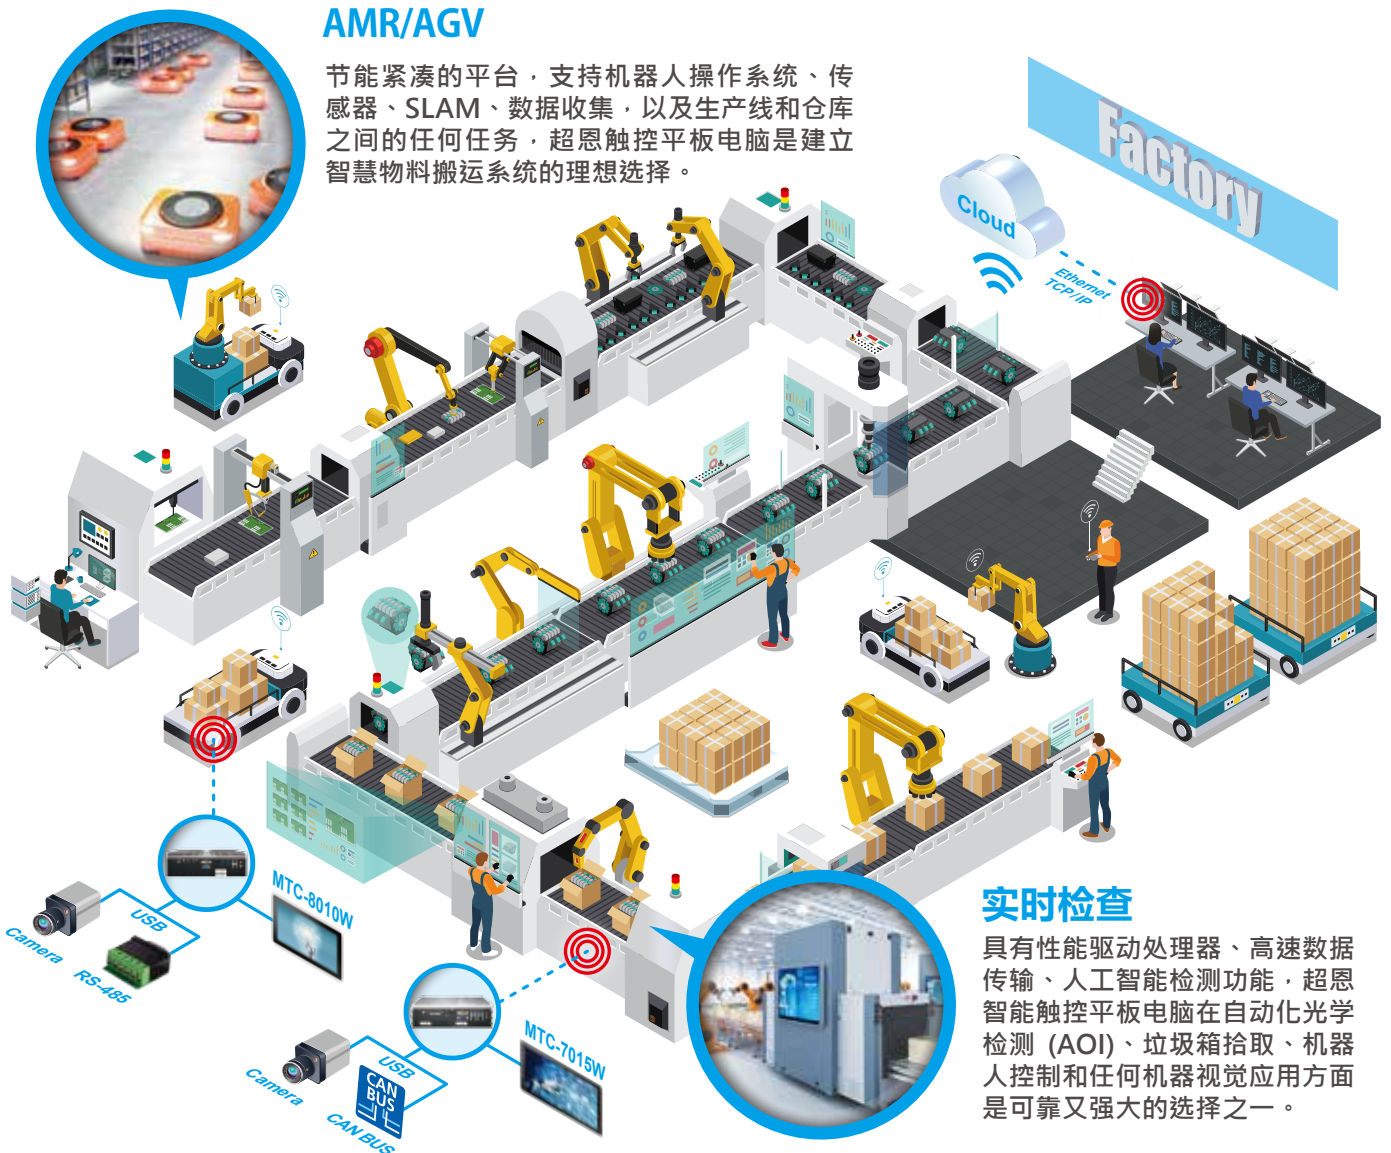 AMR/AGV
节能紧凑的平台，支持机器人操作系统、传
感器、SLAM、数据收集，以及生产线和仓库
之间的任何任务，超恩触控平板电脑是建立
智慧物料搬运系统的理想选择。
Factory
Cloud
Ethernet
TCP/IP
MTC-8010W
USB
Camera
RS-485
MTC-7015W
USB
Camera
CAN
BUS
CAN BUS
实时检查
具有性能驱动处理器、高速数据
传输、人工智能检测功能，超恩
智能触控平板电脑在自动化光学
检测 (AOI)、垃圾箱拾取、机器
人控制和任何机器视觉应用方面
是可靠又强大的选择之一。